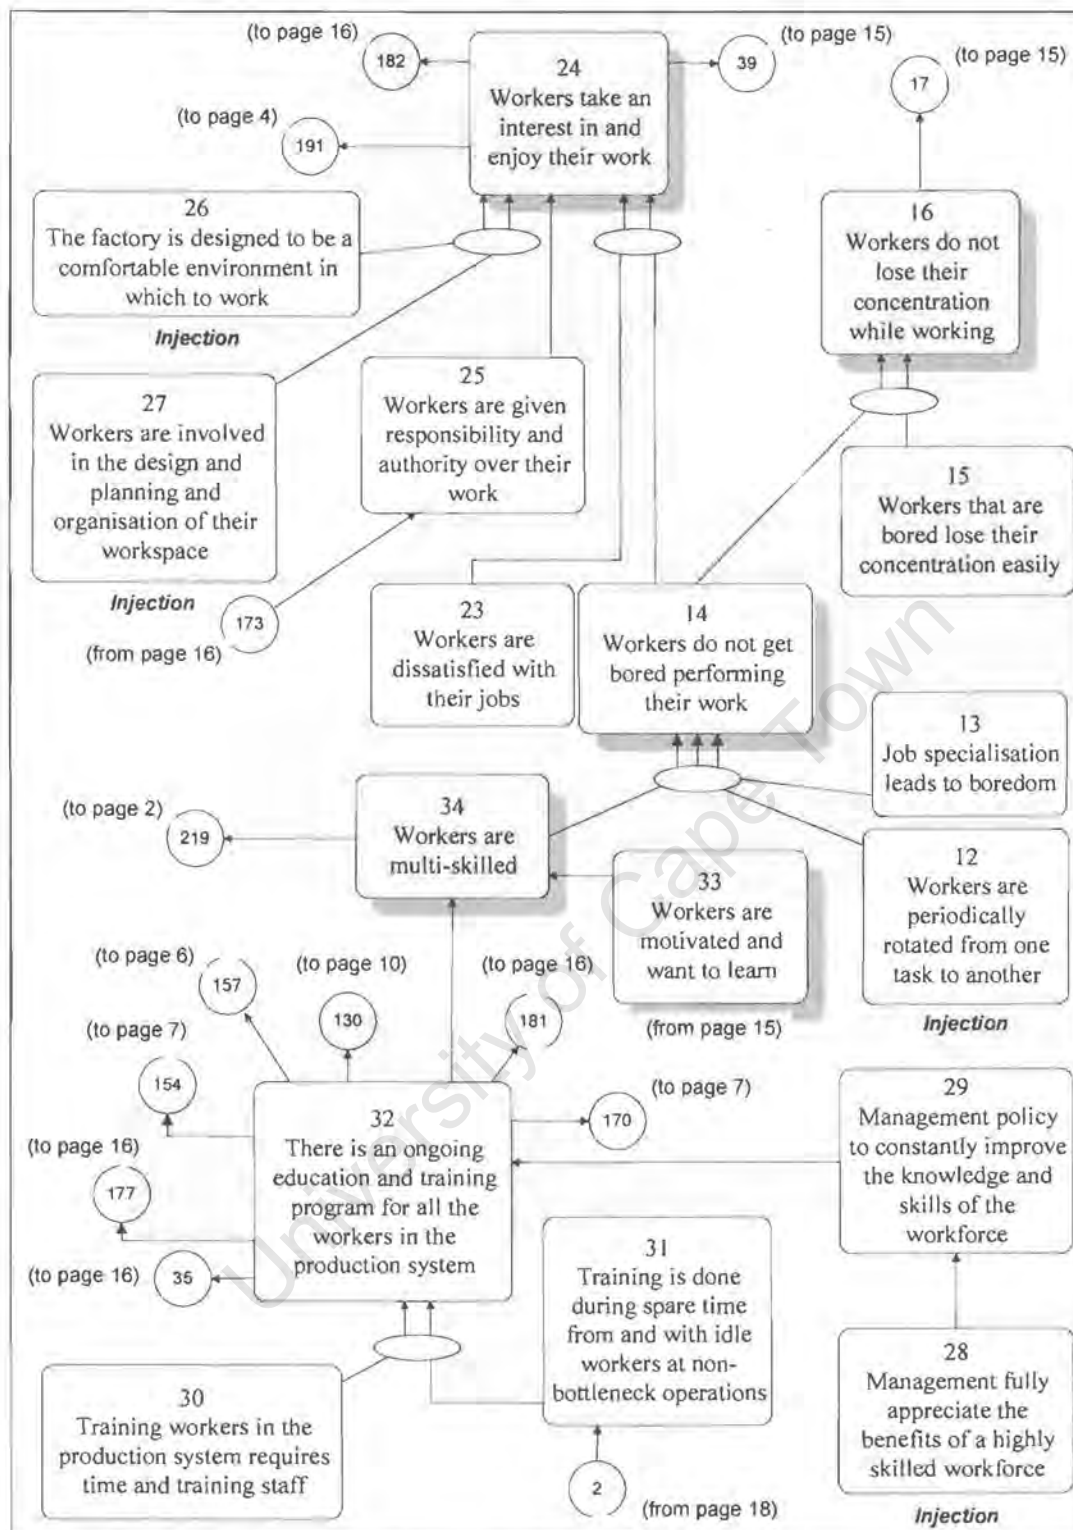 (to page 16)
182
24
Workers take an
interest in and
enjoy their work
39
(to page 15)
17
(to page 15)
(to page 4)
191
26
The factory is designed to be a
comfortable environment in
which to work
Injection
16
Workers do not
lose their
concentration
while working
27
Workers are involved
in the design and
planning and
organisation of their
workspace
Injection
25
Workers are given
responsibility and
authority over their
work
15
Workers that are
bored lose their
concentration easily
173
(from page 16)
23
Workers are
dissatisfied with
their jobs
14
Workers do not get
bored performing
their work
13
Job specialisation
leads to boredom
(to page 2)
219
34
Workers are
multi-skilled
33
Workers are
motivated and
want to learn
(from page 15)
12
Workers are
periodically
rotated from one
task to another
Injection
(to page 6)
157
(to page 10)
130
(to page 16)
181
(to page 7)
154
(to page 7)
170
(to page 16)
177
(to page 16)
35
32
There is an ongoing
education and training
program for all the
workers in the
production system
29
Management policy
to constantly improve
the knowledge and
skills of the
workforce
31
Training is done
during spare time
from and with idle
workers at non-
bottleneck operations
30
Training workers in the
production system requires
time and training staff
28
Management fully
appreciate the
benefits of a highly
skilled workforce
Injection
2
(from page 18)
University of Cape Town